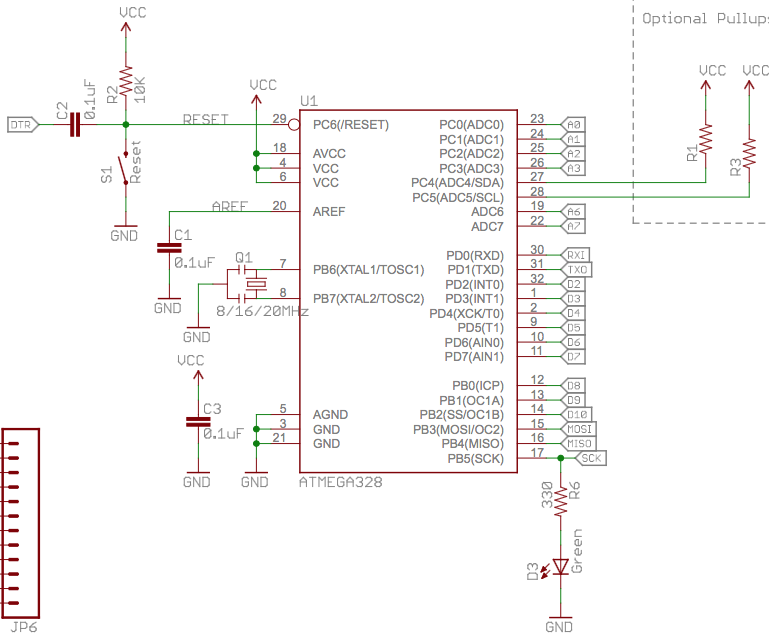 VCC
Optional Pullup
R2
10K
C2
0.1uF
DTR
RESET
S1
Reset
GND
VCC
U1
29
PC6(/RESET)
18
AVCC
4
VCC
6
VCC
AREF
20
AREF
C1
0.1uF
GND
Q1
7
PB6(XTAL1/TOSC1)
8
PB7(XTAL2/TOSC2)
8/16/20MHz
GND
VCC
C3
0.1uF
GND
5
AGND
3
GND
21
GND
GND
ATMEGA328
PC0(ADC0)
23
A0
PC1(ADC1)
24
A1
PC2(ADC2)
25
A2
PC3(ADC3)
26
A3
PC4(ADC4/SDA)
27
PC5(ADC5/SCL)
28
ADC6
19
A6
ADC7
22
A7
VCC
VCC
R1
R3
PD0(RXD)
30
RXI
PD1(TXD)
31
TXO
PD2(INT0)
32
D2
PD3(INT1)
1
D3
PD4(XCK/T0)
2
D4
PD5(T1)
9
D5
PD6(AIN0)
10
D6
PD7(AIN1)
11
D7
PB0(ICP)
12
D8
PB1(OC1A)
13
D9
PB2(SS/OC1B)
14
D10
PB3(MOSI/OC2)
15
MOSI
PB4(MISO)
16
MISO
PB5(SCK)
17
SCK
330
R6
D3
Green
GND
JP6